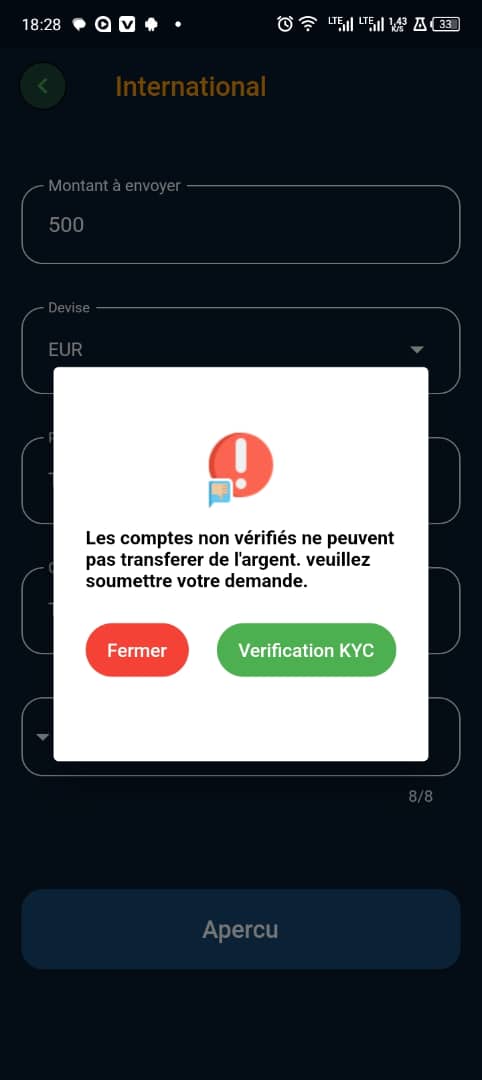 18:28
LTE LTE 1,43 K/S 33
International
Montant à envoyer
500
Devise
EUR
Les comptes non vérifiés ne peuvent
pas transferer de l'argent. veuillez
soumettre votre demande.
Fermer
Verification KYC
8/8
Apercu